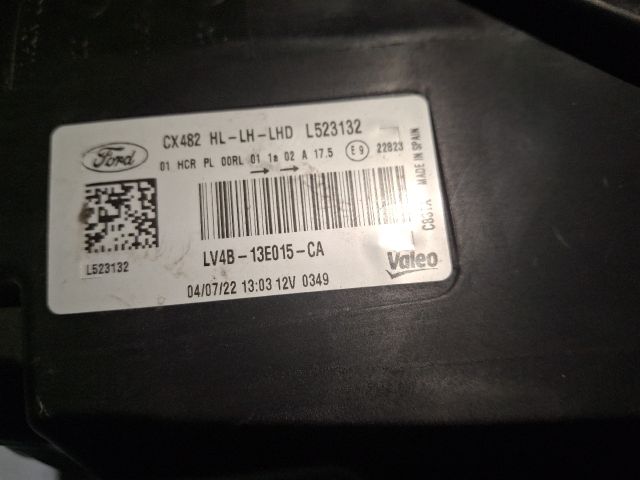 Ford
CX482 HL-LH-LHD L523132
01 HCR PL 00RL 01 1a 02 A 17.5 E9 22823
LV4B-13E015-CA
L523132
04/07/22 13:03 12V 0349
Valeo
MADE IN SPAIN